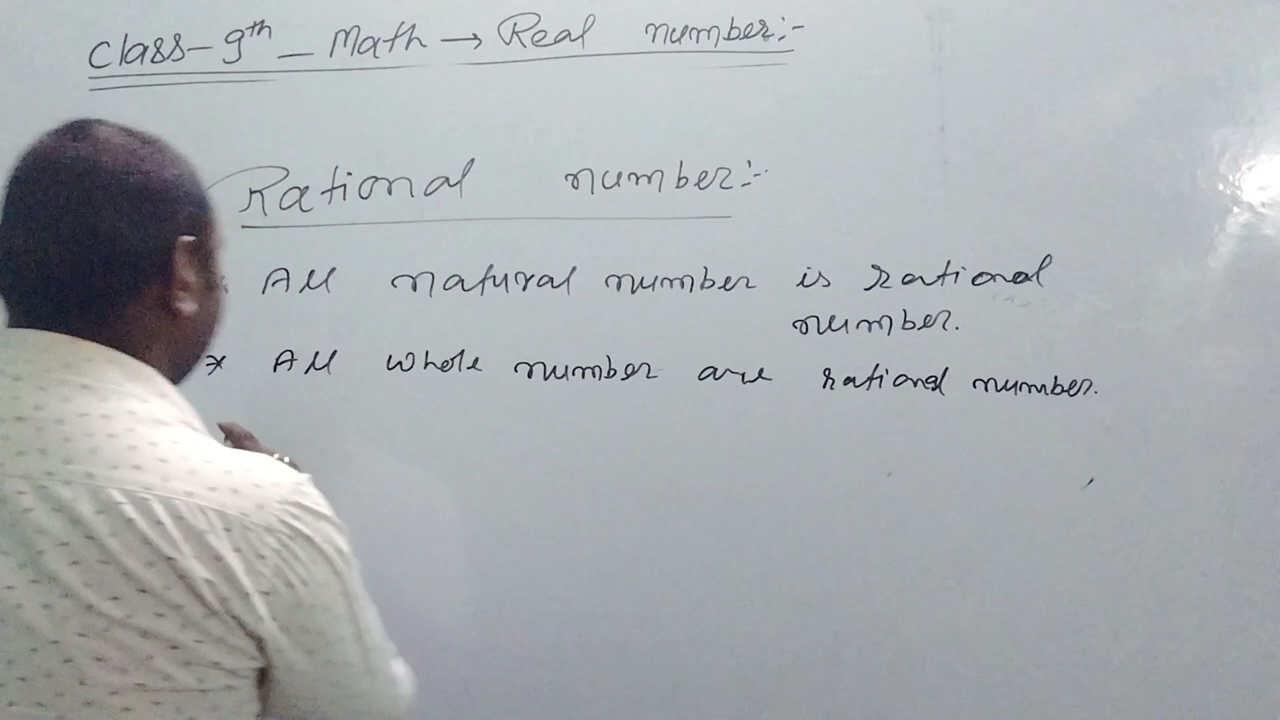 Class-9th - Math → Real number:-
Rational number:-
* All natural number is rational
number.
* All whole number are rational number.